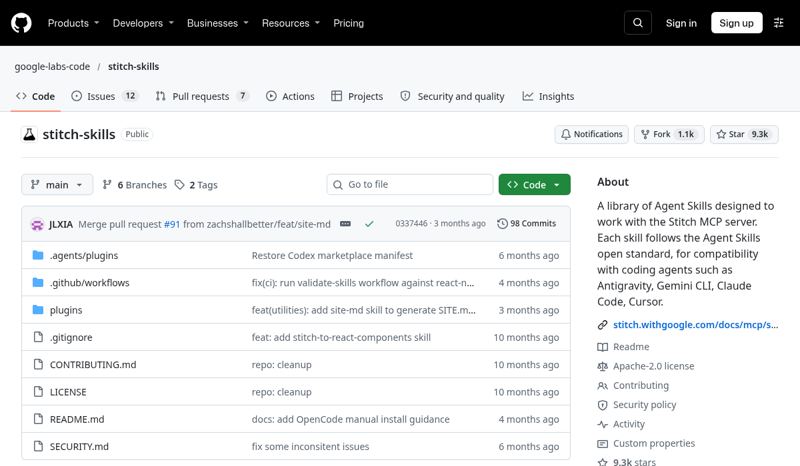 Products Developers Businesses Resources Pricing Sign in Sign up
google-labs-code / stitch-skills
Code Issues 12 Pull requests 7 Actions Projects Security and quality Insights
stitch-skills Public Notifications Fork 1.1k Star 9.3k
main 6 Branches 2 Tags Go to file Code
JLXIA Merge pull request #91 from zachshallbetter/feat/site-md 0337446 · 3 months ago 98 Commits
.agents/plugins Restore Codex marketplace manifest 6 months ago
.github/workflows fix(ci): run validate-skills workflow against react-n... 4 months ago
plugins feat(utilities): add site-md skill to generate SITE.m... 3 months ago
.gitignore feat: add stitch-to-react-components skill 10 months ago
CONTRIBUTING.md repo: cleanup 10 months ago
LICENSE repo: cleanup 10 months ago
README.md docs: add OpenCode manual install guidance 4 months ago
SECURITY.md fix some inconsitent issues 6 months ago
About
A library of Agent Skills designed to
work with the Stitch MCP server.
Each skill follows the Agent Skills
open standard, for compatibility
with coding agents such as
Antigravity, Gemini CLI, Claude
Code, Cursor.
stitch.withgoogle.com/docs/mcp/s...
Readme
Apache-2.0 license
Contributing
Security policy
Activity
Custom properties
9.3k stars